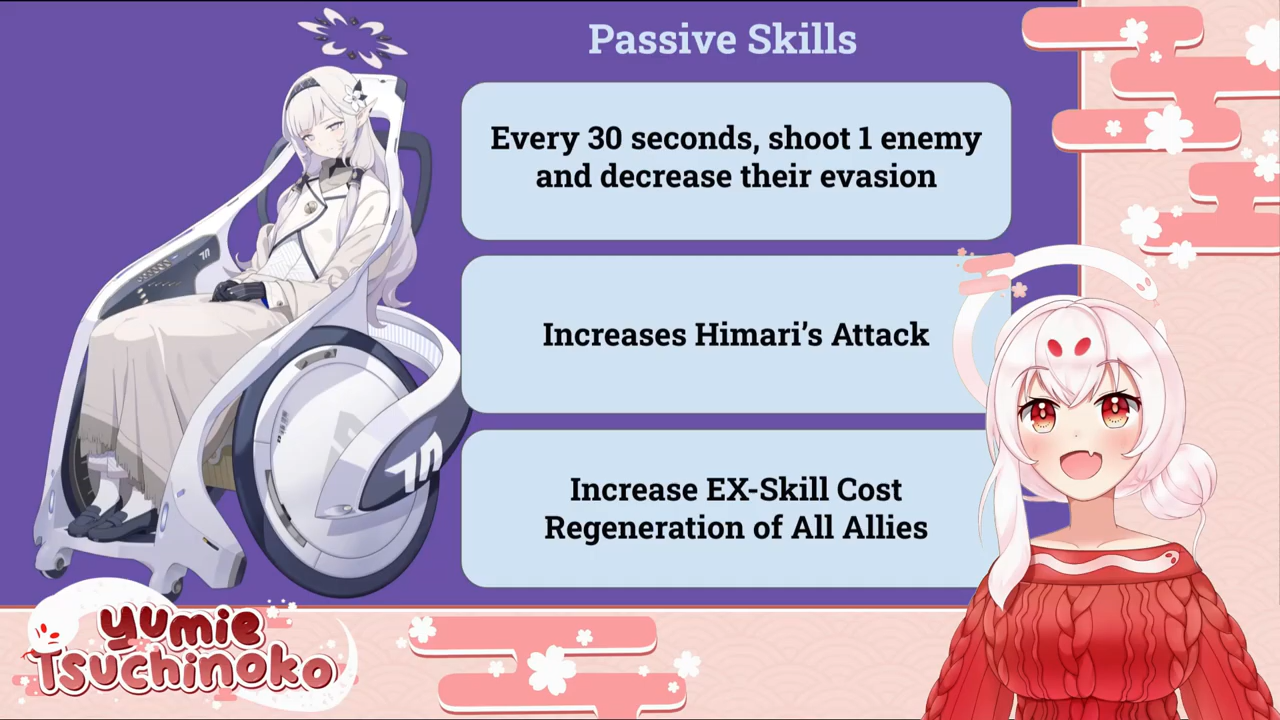 Passive Skills
Every 30 seconds, shoot 1 enemy
and decrease their evasion
Increases Himari's Attack
Increase EX-Skill Cost
Regeneration of All Allies
yumie
Tsuchinoko